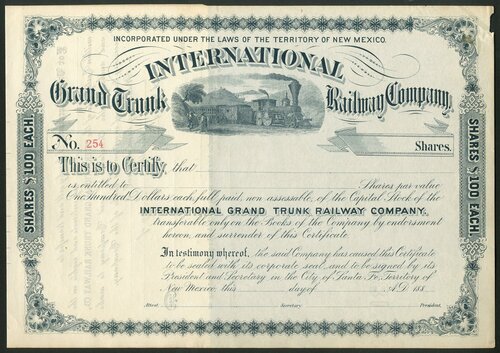 INCORPORATED UNDER THE LAWS OF THE TERRITORY OF NEW MEXICO.
INTERNATIONAL
Grand Trunk Railway Company.
No. 254
Shares.
SHARES $100 EACH.
SHARES $100 EACH.
This is to Certify, that
is entitled to Shares par value
One Hundred Dollars each, full paid, non assessable, of the Capital Stock of the
INTERNATIONAL GRAND TRUNK RAILWAY COMPANY,
transferable only on the Books of the Company by endorsment
hereon, and surrender of this Certificate.
In testimony whereof, the said Company has caused this Certificate
to be sealed with its corporate seal, and to be signed by its
President and Secretary in the City of Santa Fe, Territory of
New Mexico, this day of A.D. 188
Attest. Secretary. President.